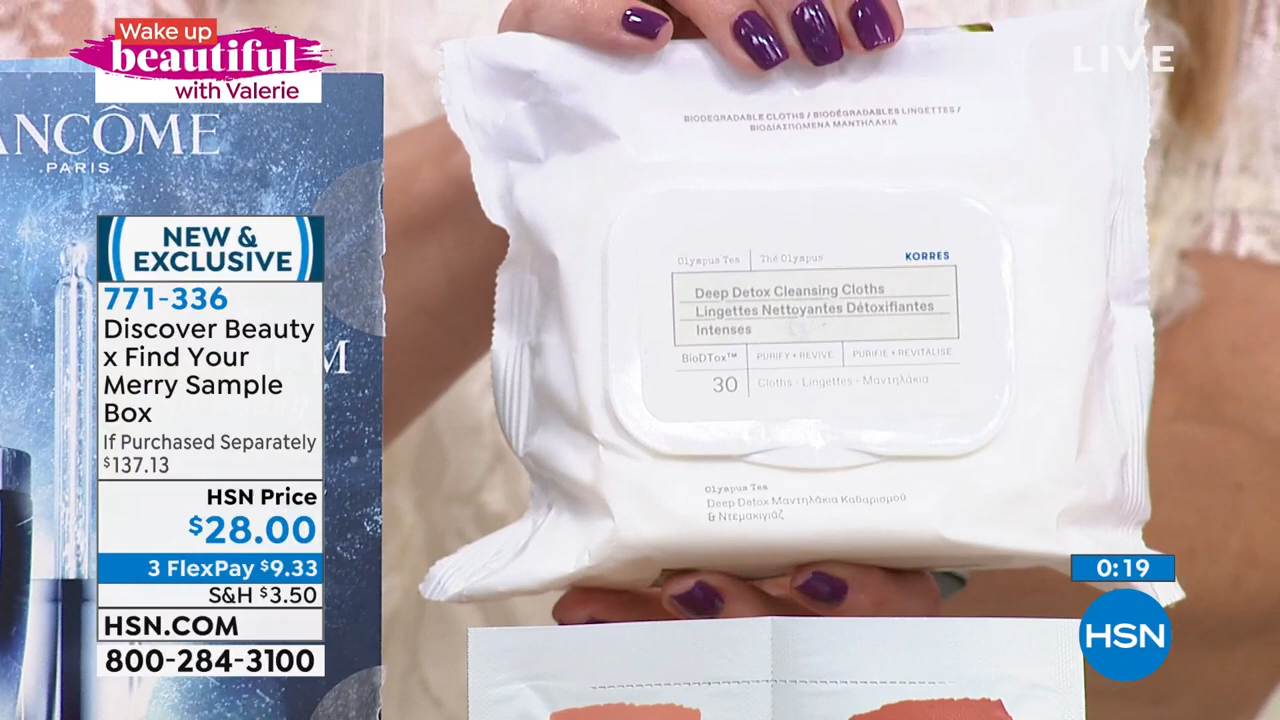 Wake up
beautiful
with Valerie
LIVE
ANCÔME
PARIS
NEW &
EXCLUSIVE
771-336
Discover Beauty
x Find Your
Merry Sample
Box
If Purchased Separately
$137.13
HSN Price
$28.00
3 FlexPay $9.33
S&H $3.50
HSN.COM
800-284-3100
M
BIODEGRADABLE CLOTHS / BIODÉGRADABLES LINGETTES /
ΒΙΟΔΙΑΣΠΩΜΕΝΑ ΜΑΝΤΗΛΑΚΙΑ
Olympus Tea Thé Olympus KORRES
Deep Detox Cleansing Cloths
Lingettes Nettoyantes Détoxifiantes
Intenses
BioDTox™ PURIFY + REVIVE PURIFIE + REVITALISE
30 Cloths - Lingettes - Μαντηλάκια
Olympus Tea
Deep Detox Μαντηλάκια Καθαρισμού
& Ντεμακιγιάζ
0:19
HSN